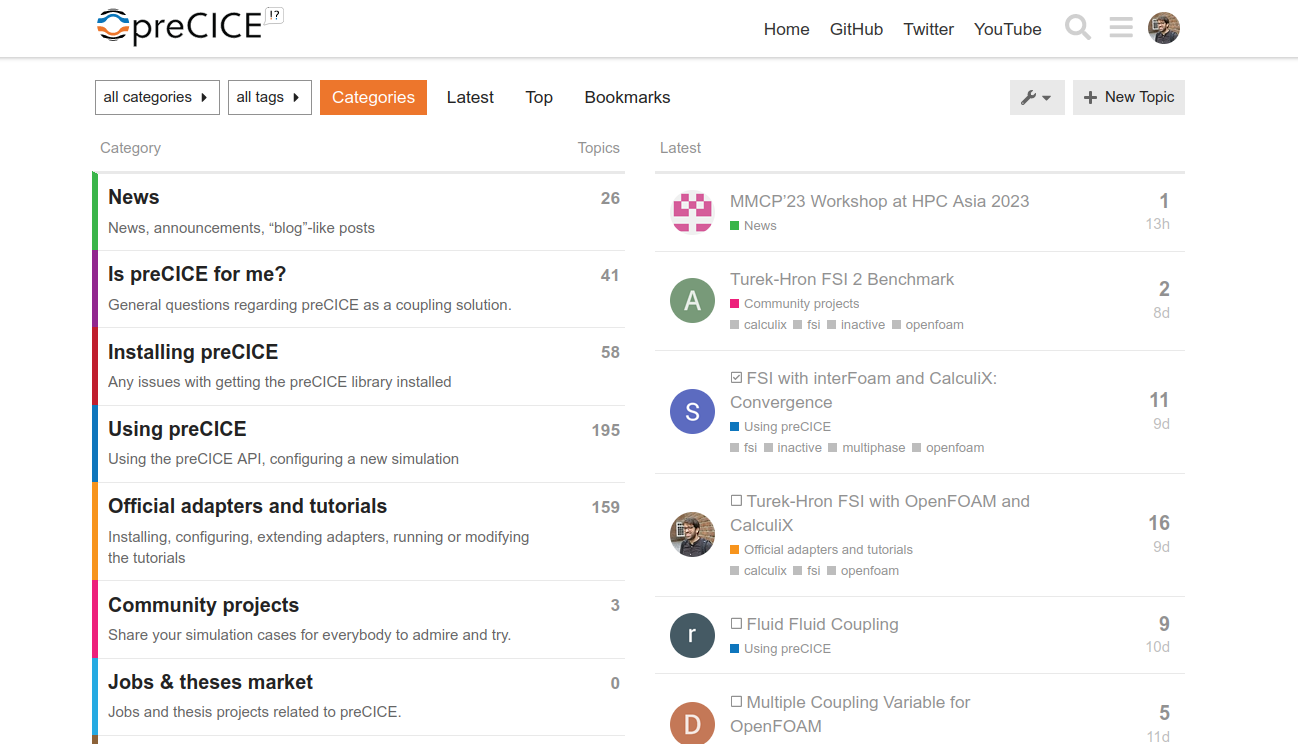 preCICE !?
Home GitHub Twitter YouTube
all categories all tags Categories Latest Top Bookmarks New Topic
Category Topics
News 26
News, announcements, “blog”-like posts
Is preCICE for me? 41
General questions regarding preCICE as a coupling solution.
Installing preCICE 58
Any issues with getting the preCICE library installed
Using preCICE 195
Using the preCICE API, configuring a new simulation
Official adapters and tutorials 159
Installing, configuring, extending adapters, running or modifying
the tutorials
Community projects 3
Share your simulation cases for everybody to admire and try.
Jobs & theses market 0
Jobs and thesis projects related to preCICE.
Latest
MMCP’23 Workshop at HPC Asia 2023 1
News 13h
A
Turek-Hron FSI 2 Benchmark 2
Community projects 8d
calculix fsi inactive openfoam
S
FSI with interFoam and CalculiX:
Convergence 11
Using preCICE 9d
fsi inactive multiphase openfoam
Turek-Hron FSI with OpenFOAM and
CalculiX 16
Official adapters and tutorials 9d
calculix fsi openfoam
r
Fluid Fluid Coupling 9
Using preCICE 10d
D
Multiple Coupling Variable for
OpenFOAM 5
11d